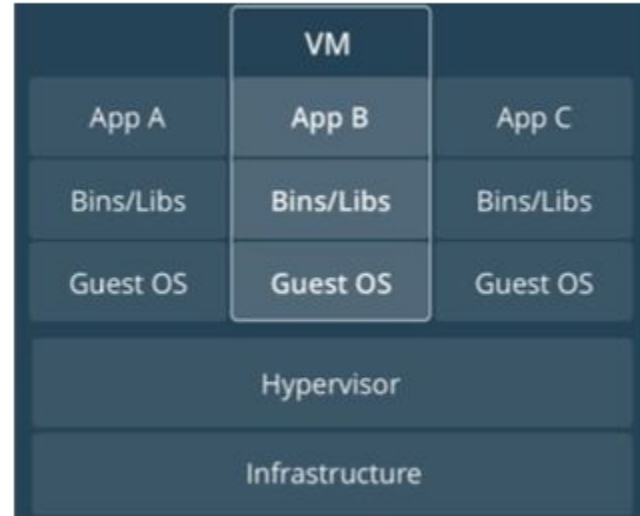 VM
App A App B App C
Bins/Libs Bins/Libs Bins/Libs
Guest OS Guest OS Guest OS
Hypervisor
Infrastructure